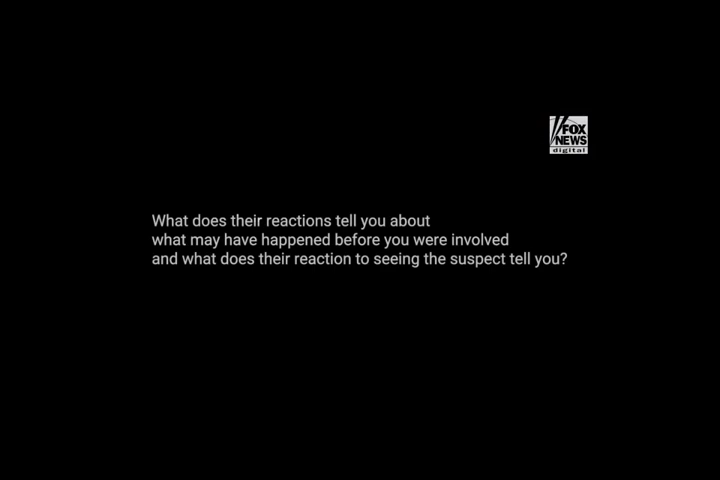 FOX
NEWS
digital
What does their reactions tell you about
what may have happened before you were involved
and what does their reaction to seeing the suspect tell you?